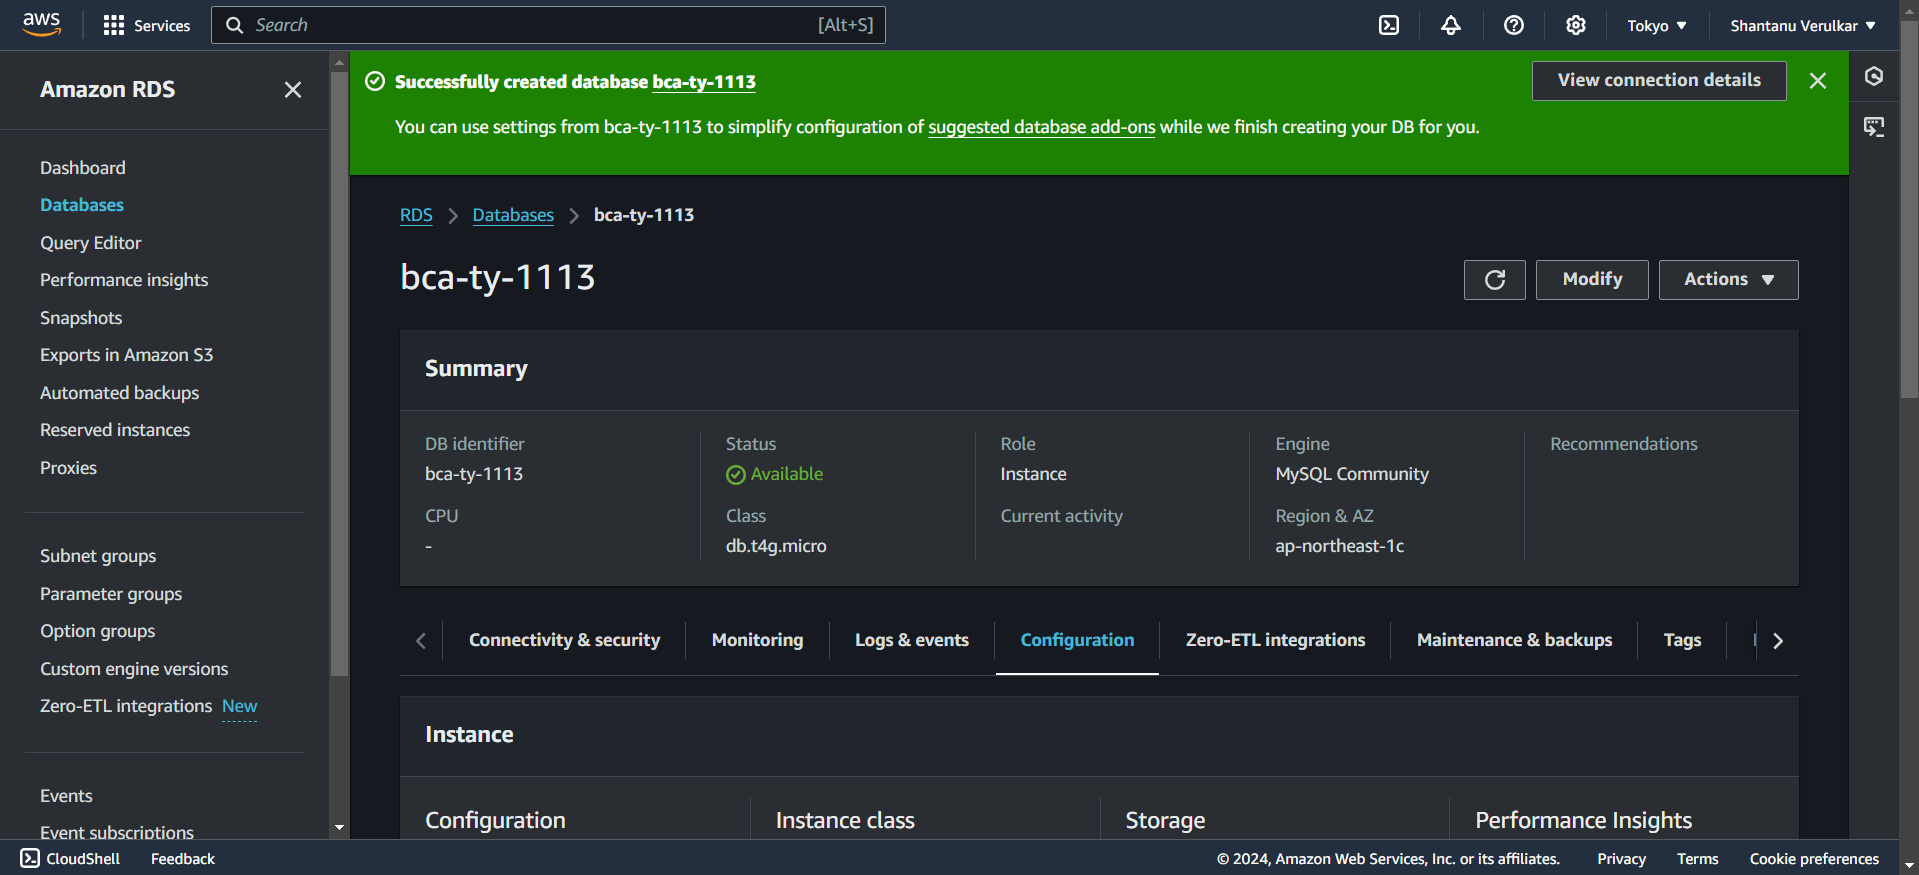 aws
Services
Search
[Alt+S]
Tokyo
Shantanu Verulkar
Amazon RDS
Dashboard
Databases
Query Editor
Performance insights
Snapshots
Exports in Amazon S3
Automated backups
Reserved instances
Proxies
Subnet groups
Parameter groups
Option groups
Custom engine versions
Zero-ETL integrations New
Events
Event subscriptions
Successfully created database bca-ty-1113
View connection details
You can use settings from bca-ty-1113 to simplify configuration of suggested database add-ons while we finish creating your DB for you.
RDS
Databases
bca-ty-1113
bca-ty-1113
Modify
Actions
Summary
DB identifier
bca-ty-1113
Status
Available
Role
Instance
Engine
MySQL Community
Recommendations
CPU
-
Class
db.t4g.micro
Current activity
Region & AZ
ap-northeast-1c
Connectivity & security
Monitoring
Logs & events
Configuration
Zero-ETL integrations
Maintenance & backups
Tags
Instance
Configuration
Instance class
Storage
Performance Insights
CloudShell
Feedback
© 2024, Amazon Web Services, Inc. or its affiliates.
Privacy
Terms
Cookie preferences